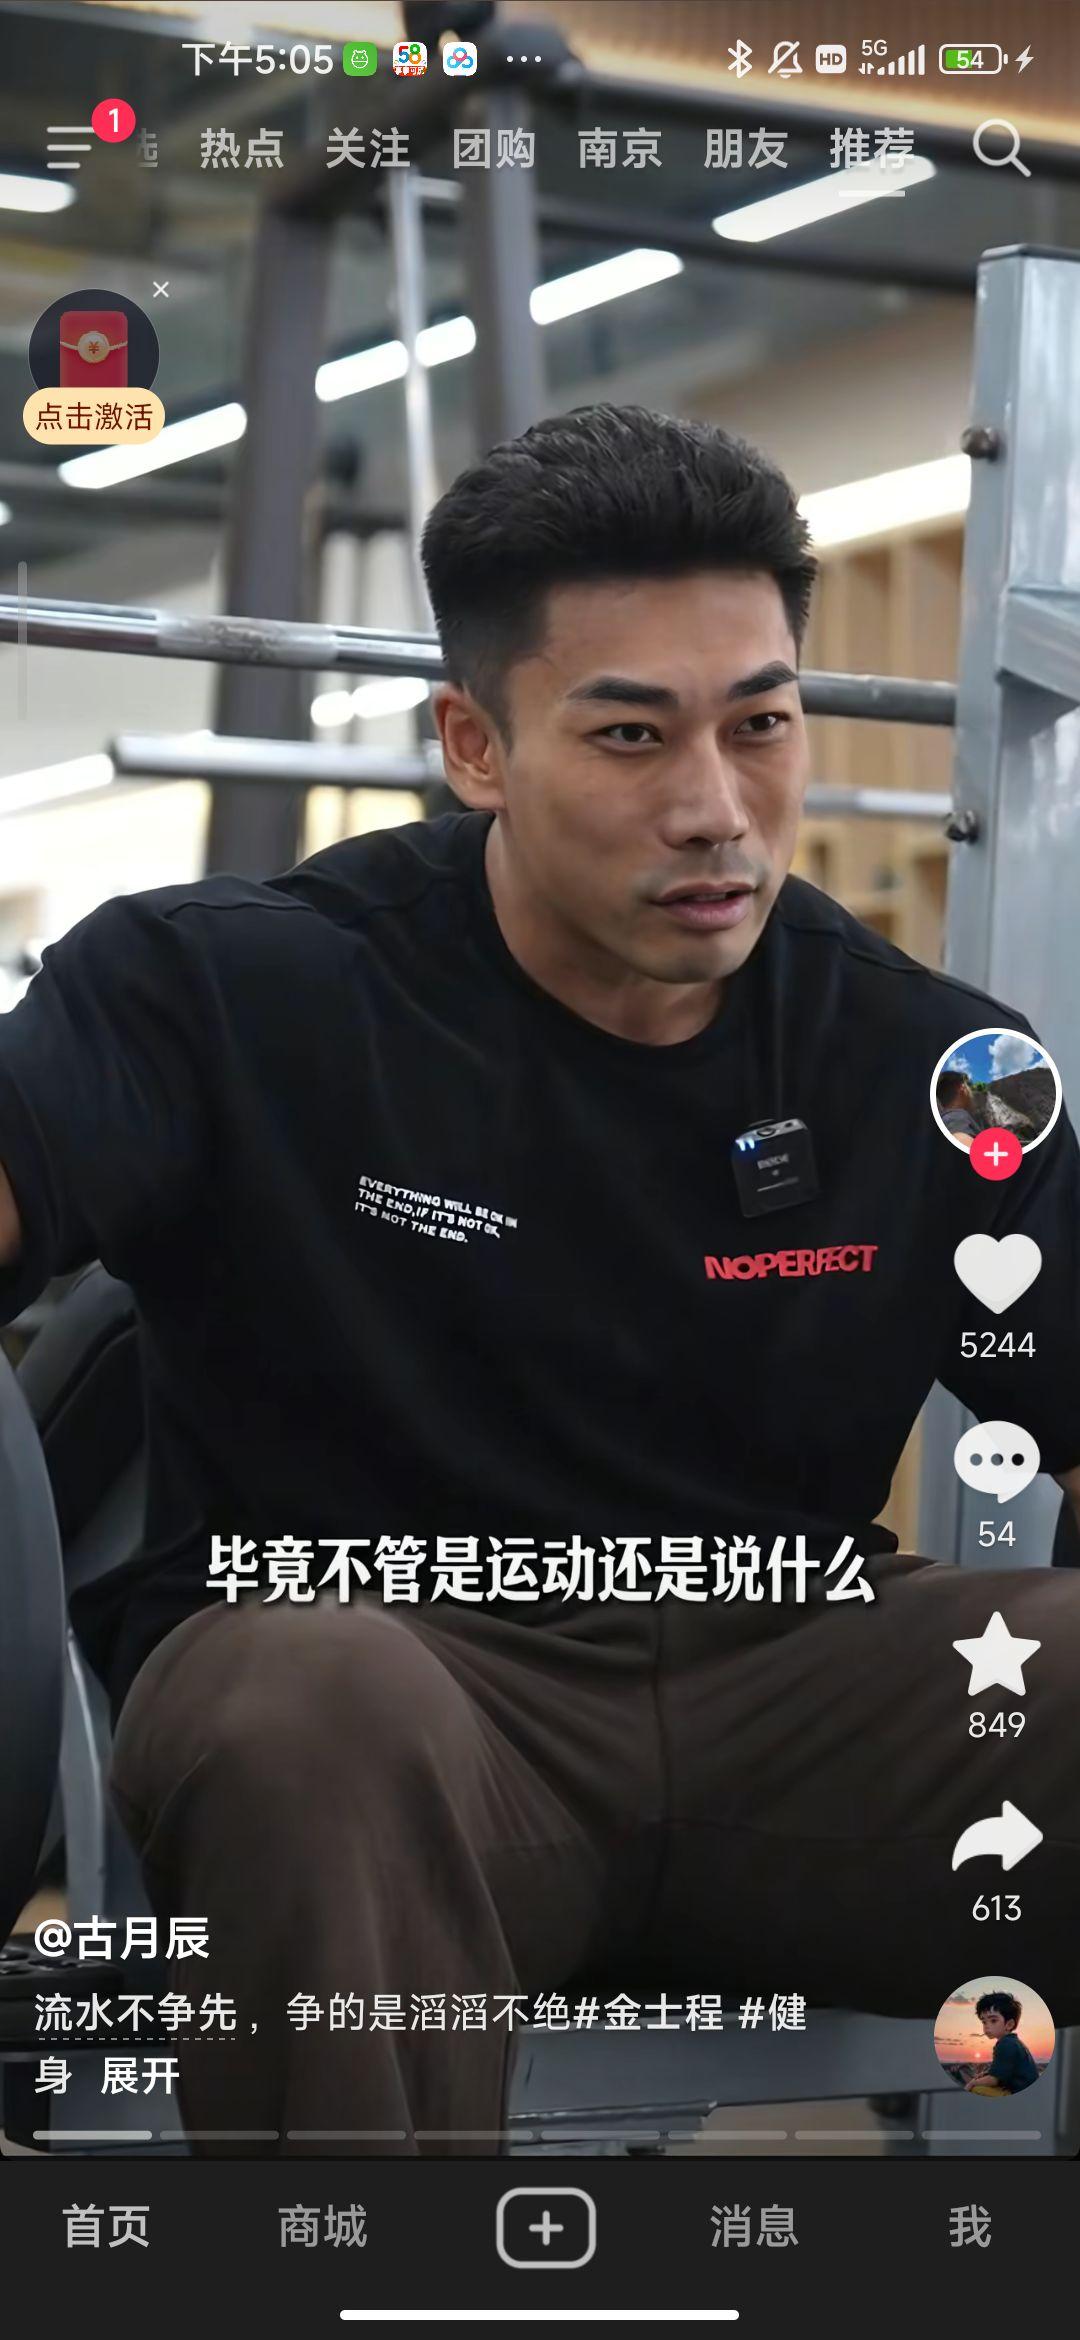 下午5:05
58
HD
5G
54
1
热点 关注 团购 南京 朋友 推荐
点击激活
EVERYTHING WILL BE OK IN
THE END, IF IT'S NOT OK,
IT'S NOT THE END.
NOPERFECT
5244
54
毕竟不管是运动还是说什么
849
613
@古月辰
流水不争先，争的是滔滔不绝#金士程 #健
身 展开
首页 商城 消息 我